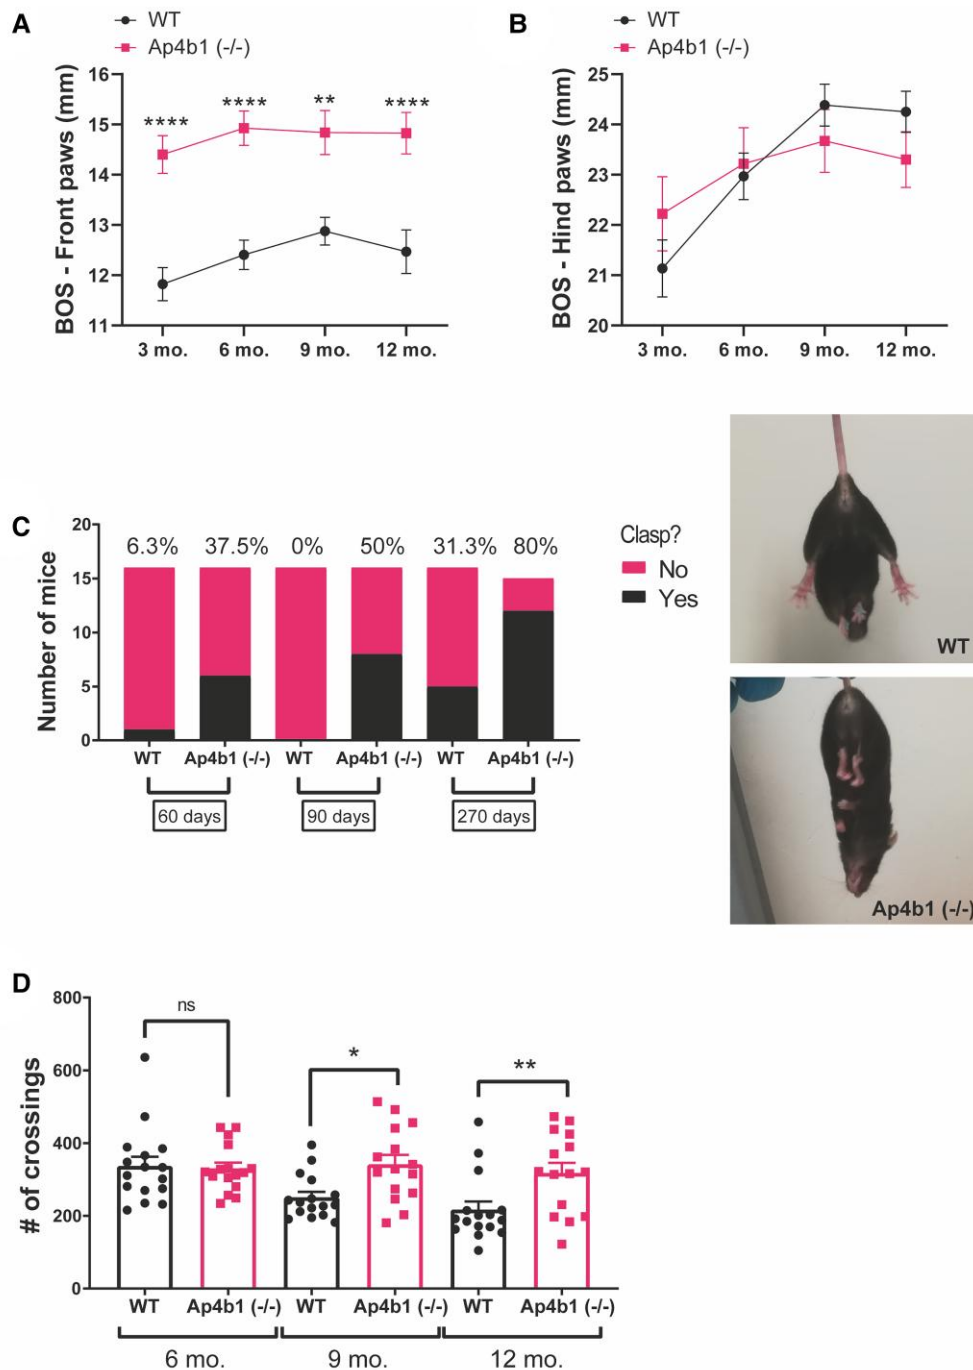 A
WT
Ap4b1 (-/-)
BOS - Front paws (mm)
16
15
14
13
12
11
****
****
**
****
3 mo.
6 mo.
9 mo.
12 mo.
B
WT
Ap4b1 (-/-)
BOS - Hind paws (mm)
25
24
23
22
21
20
3 mo.
6 mo.
9 mo.
12 mo.
C
Number of mice
20
15
10
5
0
6.3%
37.5%
0%
50%
31.3%
80%
WT
Ap4b1 (-/-)
WT
Ap4b1 (-/-)
WT
Ap4b1 (-/-)
60 days
90 days
270 days
Clasp?
No
Yes
WT
Ap4b1 (-/-)
D
# of crossings
800
600
400
200
0
ns
*
**
WT
Ap4b1 (-/-)
WT
Ap4b1 (-/-)
WT
Ap4b1 (-/-)
6 mo.
9 mo.
12 mo.